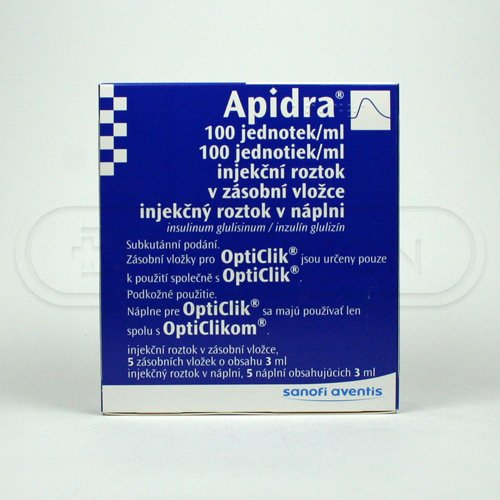 Apidra®
100 jednotek/ml
100 jednotiek/ml
injekční roztok
v zásobní vložce
injekčný roztok v náplni
insulinum glulisinum / inzulín glulizín
Subkutánní podání.
Zásobní vložky pro OptiClik® jsou určeny pouze
k použití společně s OptiClik®.
Podkožné použitie.
Náplne pre OptiClik® sa majú používať len
spolu s OptiClikom®.
injekční roztok v zásobní vložce,
5 zásobních vložek o obsahu 3 ml
injekčný roztok v náplni, 5 náplní obsahujúcich 3 ml
sanofi aventis